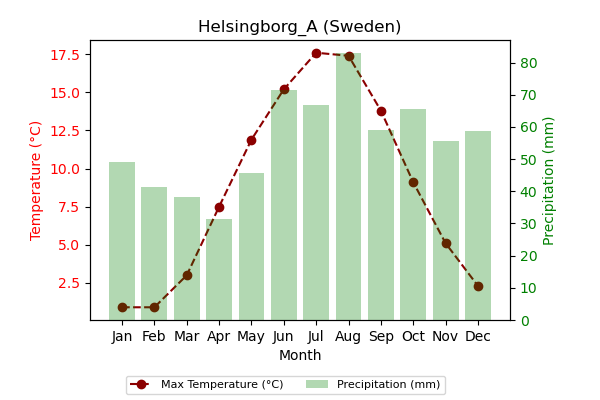 Helsingborg_A (Sweden)
Temperature (°C)
17.5
15.0
12.5
10.0
7.5
5.0
2.5
Precipitation (mm)
80
70
60
50
40
30
20
10
0
Jan Feb Mar Apr May Jun Jul Aug Sep Oct Nov Dec
Month
Max Temperature (°C) Precipitation (mm)